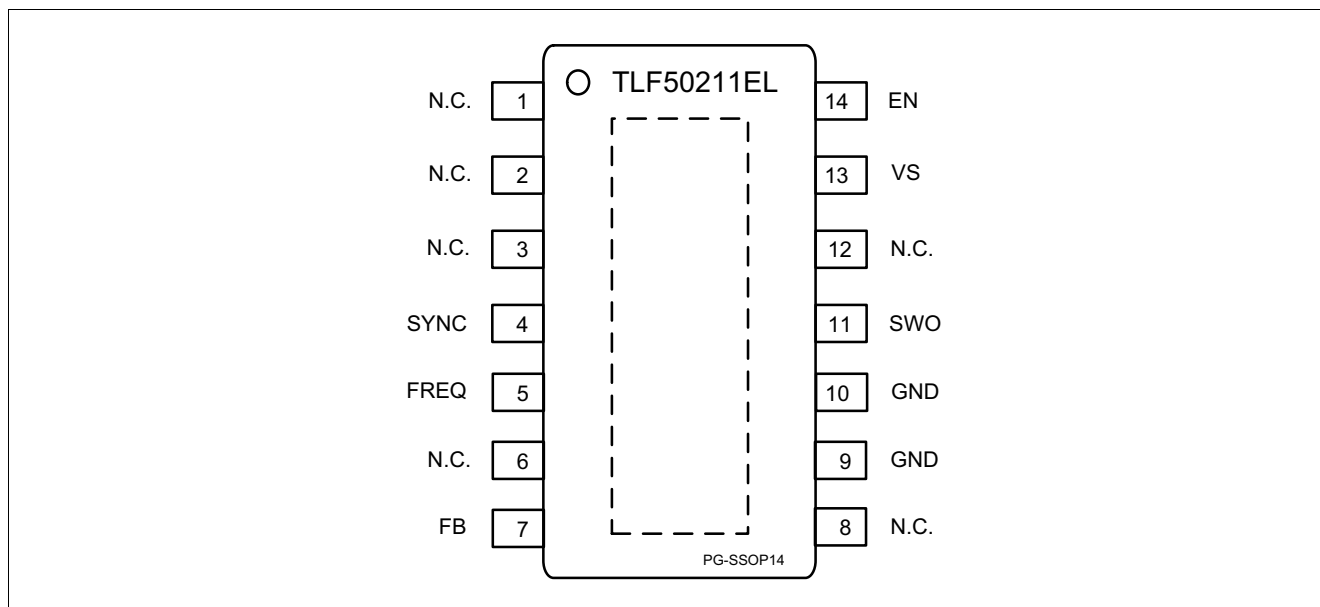 TLF50211EL
N.C. 1 14 EN
N.C. 2 13 VS
N.C. 3 12 N.C.
SYNC 4 11 SWO
FREQ 5 10 GND
N.C. 6 9 GND
FB 7 8 N.C.
PG-SSOP14